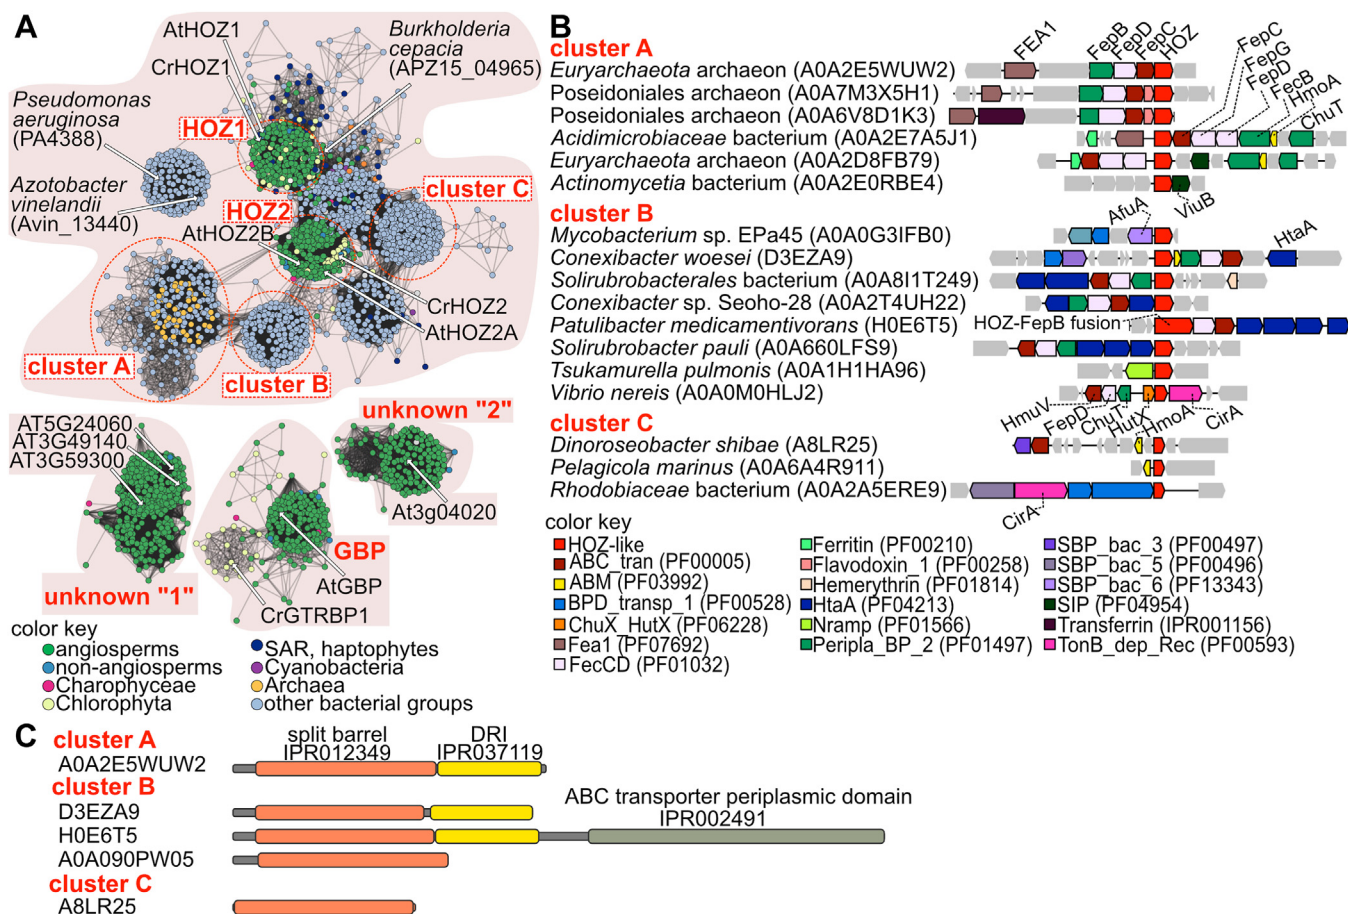 A
AtHOZ1
CrHOZ1
Burkholderia
cepacia
(APZ15_04965)
Pseudomonas
aeruginosa
(PA4388)
HOZ1
Azotobacter
vinelandii
(Avin_13440)
cluster C
HOZ2
AtHOZ2B
CrHOZ2
AtHOZ2A
cluster A
cluster B
AT5G24060
AT3G49140
AT3G59300
unknown "2"
At3g04020
GBP
AtGBP
unknown "1"
CrGTRBP1
color key
angiosperms
non-angiosperms
Charophyceae
Chlorophyta
SAR, haptophytes
Cyanobacteria
Archaea
other bacterial groups
B
cluster A
FEA1
FepB
FepD
FepC
HOZ
FepC
FepG
FepD
FecB
HmoA
ChuT
Euryarchaeota archaeon (A0A2E5WUW2)
Poseidoniales archaeon (A0A7M3X5H1)
Poseidoniales archaeon (A0A6V8D1K3)
Acidimicrobiaceae bacterium (A0A2E7A5J1)
Euryarchaeota archaeon (A0A2D8FB79)
Actinomycetia bacterium (A0A2E0RBE4)
ViuB
cluster B
AfuA
HtaA
Mycobacterium sp. EPa45 (A0A0G3IFB0)
Conexibacter woesei (D3EZA9)
Solirubrobacterales bacterium (A0A8I1T249)
Conexibacter sp. Seoho-28 (A0A2T4UH22)
Patulibacter medicamentivorans (H0E6T5)
HOZ-FepB fusion
Solirubrobacter pauli (A0A660LFS9)
Tsukamurella pulmonis (A0A1H1HA96)
Vibrio nereis (A0A0M0HLJ2)
HmuV
FepD
ChuT
HutX
HmoA
CirA
cluster C
Dinoroseobacter shibae (A8LR25)
Pelagicola marinus (A0A6A4R911)
Rhodobiaceae bacterium (A0A2A5ERE9)
CirA
color key
HOZ-like
ABC_tran (PF00005)
ABM (PF03992)
BPD_transp_1 (PF00528)
ChuX_HutX (PF06228)
Fea1 (PF07692)
FecCD (PF01032)
Ferritin (PF00210)
Flavodoxin_1 (PF00258)
Hemerythrin (PF01814)
HtaA (PF04213)
Nramp (PF01566)
Peripla_BP_2 (PF01497)
SBP_bac_3 (PF00497)
SBP_bac_5 (PF00496)
SBP_bac_6 (PF13343)
SIP (PF04954)
Transferrin (IPR001156)
TonB_dep_Rec (PF00593)
C
cluster A
split barrel
IPR012349
DRI
IPR037119
A0A2E5WUW2
cluster B
D3EZA9
ABC transporter periplasmic domain
IPR002491
H0E6T5
A0A090PW05
cluster C
A8LR25